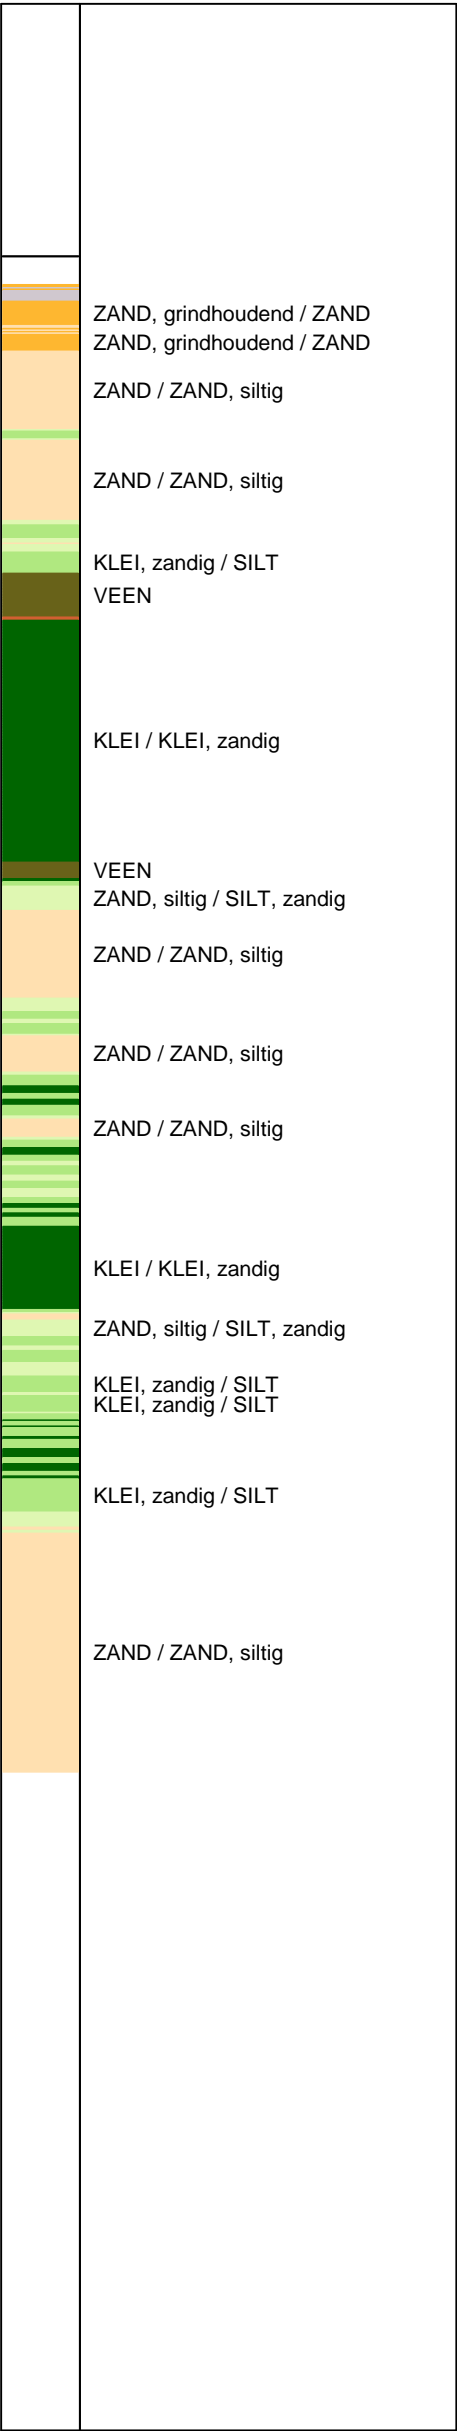 ZAND, grindhoudend / ZAND
ZAND, grindhoudend / ZAND
ZAND / ZAND, siltig
ZAND / ZAND, siltig
KLEI, zandig / SILT
VEEN
KLEI / KLEI, zandig
VEEN
ZAND, siltig / SILT, zandig
ZAND / ZAND, siltig
ZAND / ZAND, siltig
ZAND / ZAND, siltig
KLEI / KLEI, zandig
ZAND, siltig / SILT, zandig
KLEI, zandig / SILT
KLEI, zandig / SILT
KLEI, zandig / SILT
ZAND / ZAND, siltig